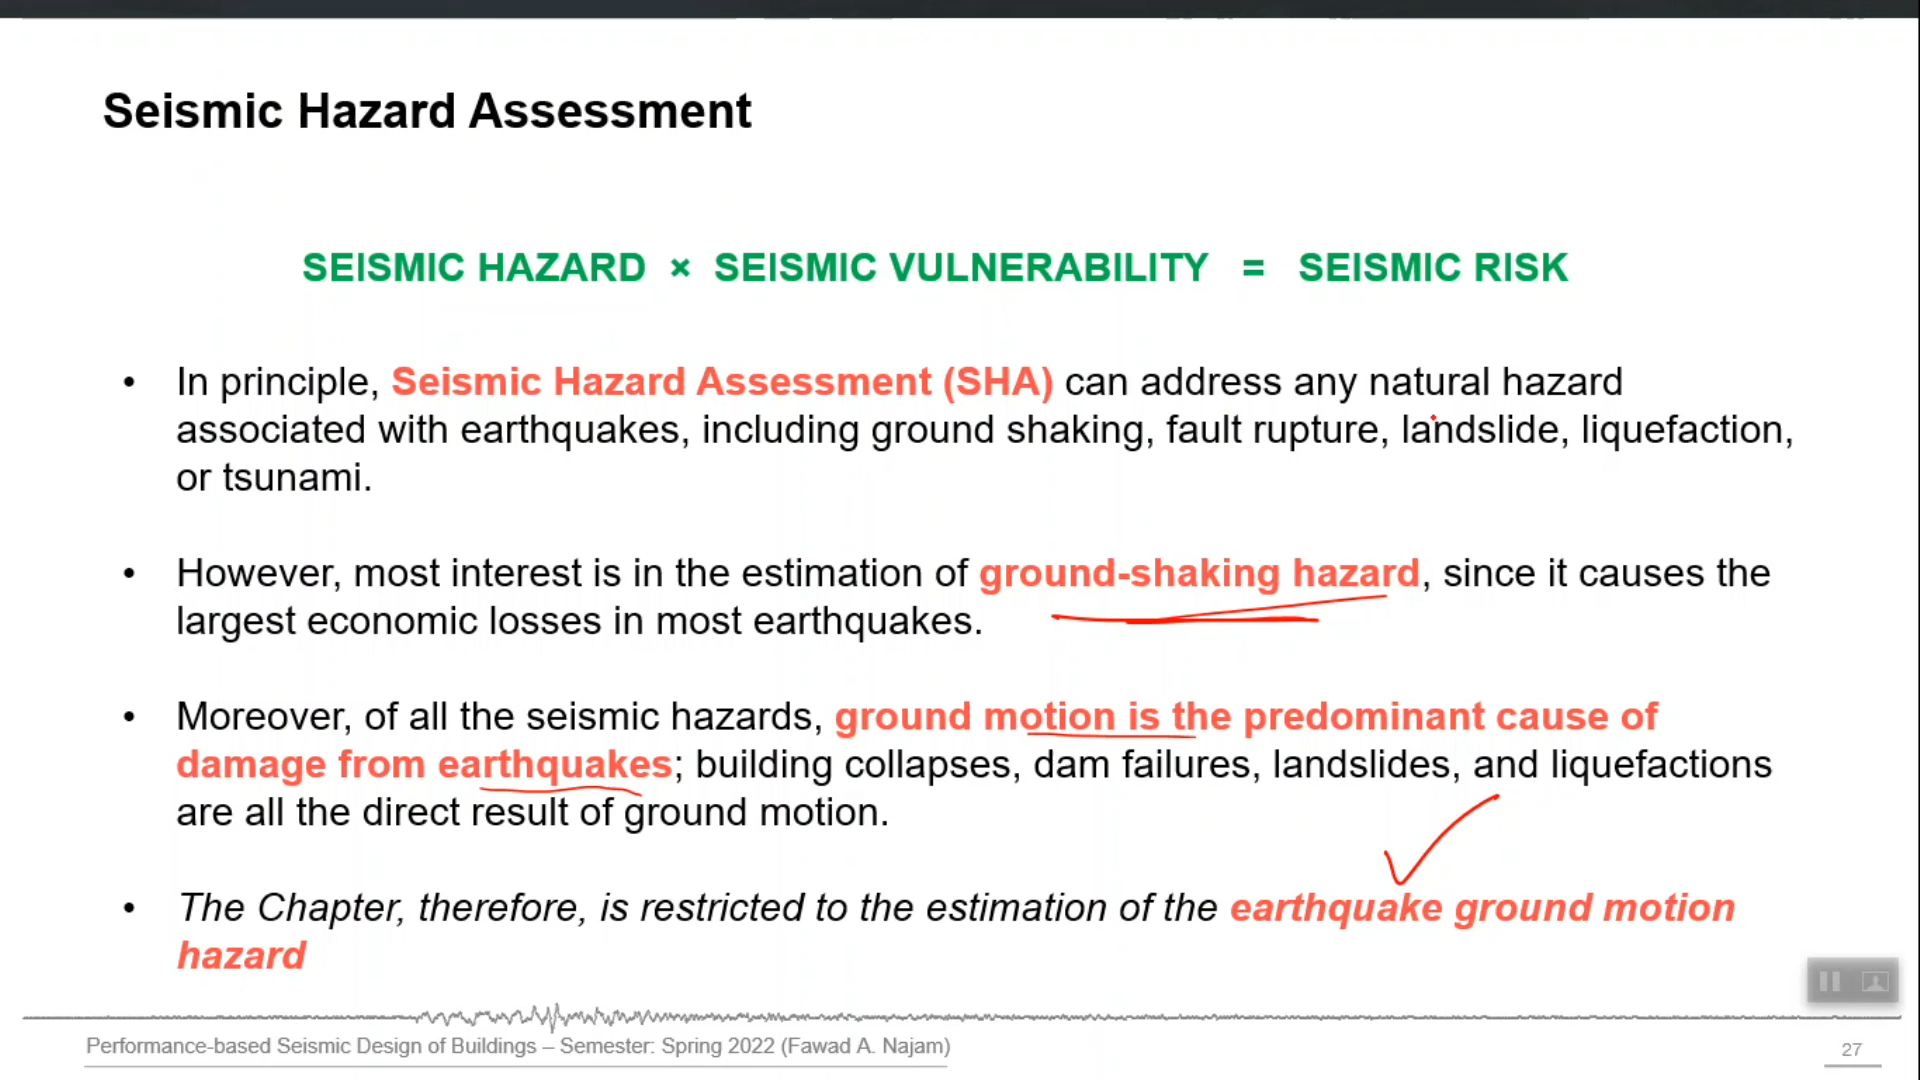 Seismic Hazard Assessment
SEISMIC HAZARD × SEISMIC VULNERABILITY = SEISMIC RISK
• In principle, Seismic Hazard Assessment (SHA) can address any natural hazard
associated with earthquakes, including ground shaking, fault rupture, landslide, liquefaction,
or tsunami.
• However, most interest is in the estimation of ground-shaking hazard, since it causes the
largest economic losses in most earthquakes.
• Moreover, of all the seismic hazards, ground motion is the predominant cause of
damage from earthquakes; building collapses, dam failures, landslides, and liquefactions
are all the direct result of ground motion.
• The Chapter, therefore, is restricted to the estimation of the earthquake ground motion
hazard
Performance-based Seismic Design of Buildings – Semester: Spring 2022 (Fawad A. Najam)
27